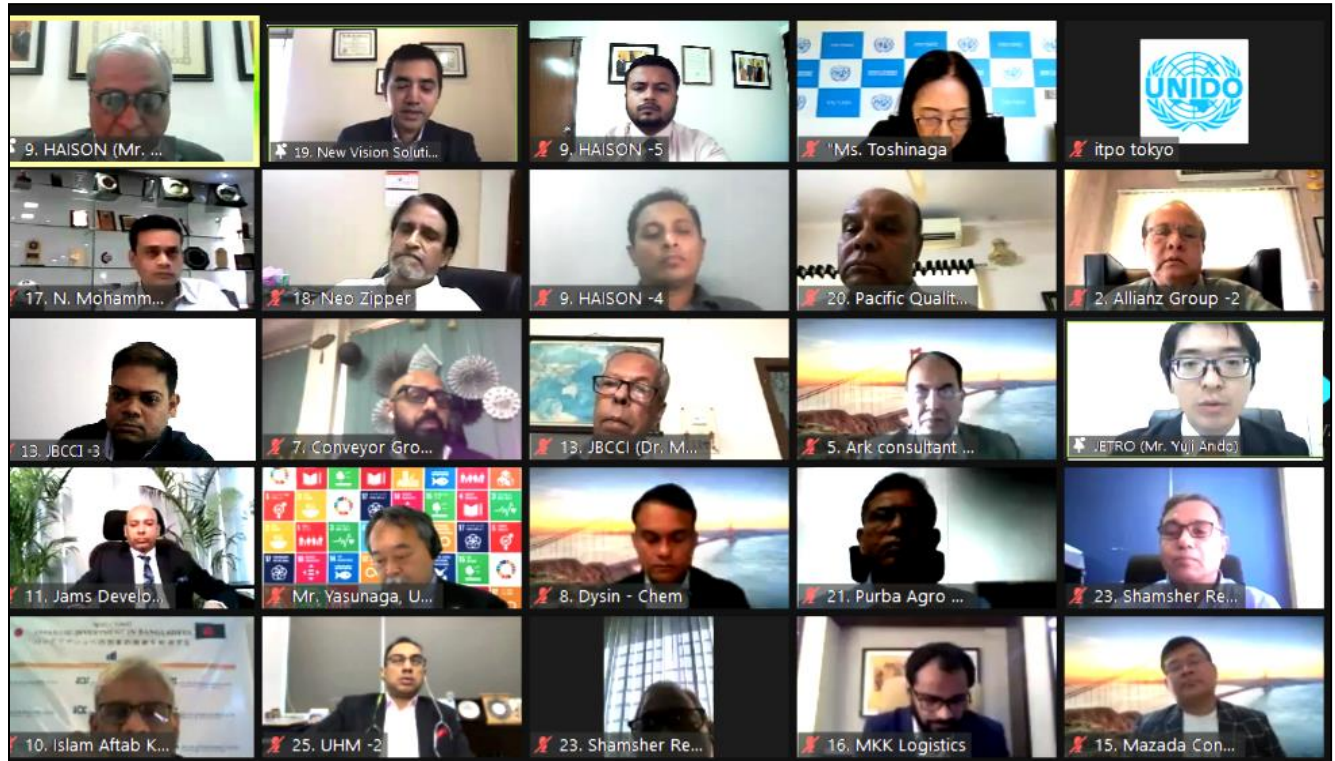 9. HAISON (Mr. ...
19. New Vision Soluti...
9. HAISON -5
"Ms. Toshinaga
UNIDO
itpo tokyo
17. N. Mohamm...
18. Neo Zipper
9. HAISON -4
20. Pacific Qualit...
2. Allianz Group -2
13. JBCCI -3
7. Conveyor Gro...
13. JBCCI (Dr. M...
5. Ark consultant ...
JETRO (Mr. Yuji Ando)
11. Jams Develo...
Mr. Yasunaga, U...
8. Dysin - Chem
21. Purba Agro ...
23. Shamsher Re...
INVESTMENT IN BANGLADESH
10. Islam Aftab K...
25. UHM -2
23. Shamsher Re...
16. MKK Logistics
15. Mazada Con...